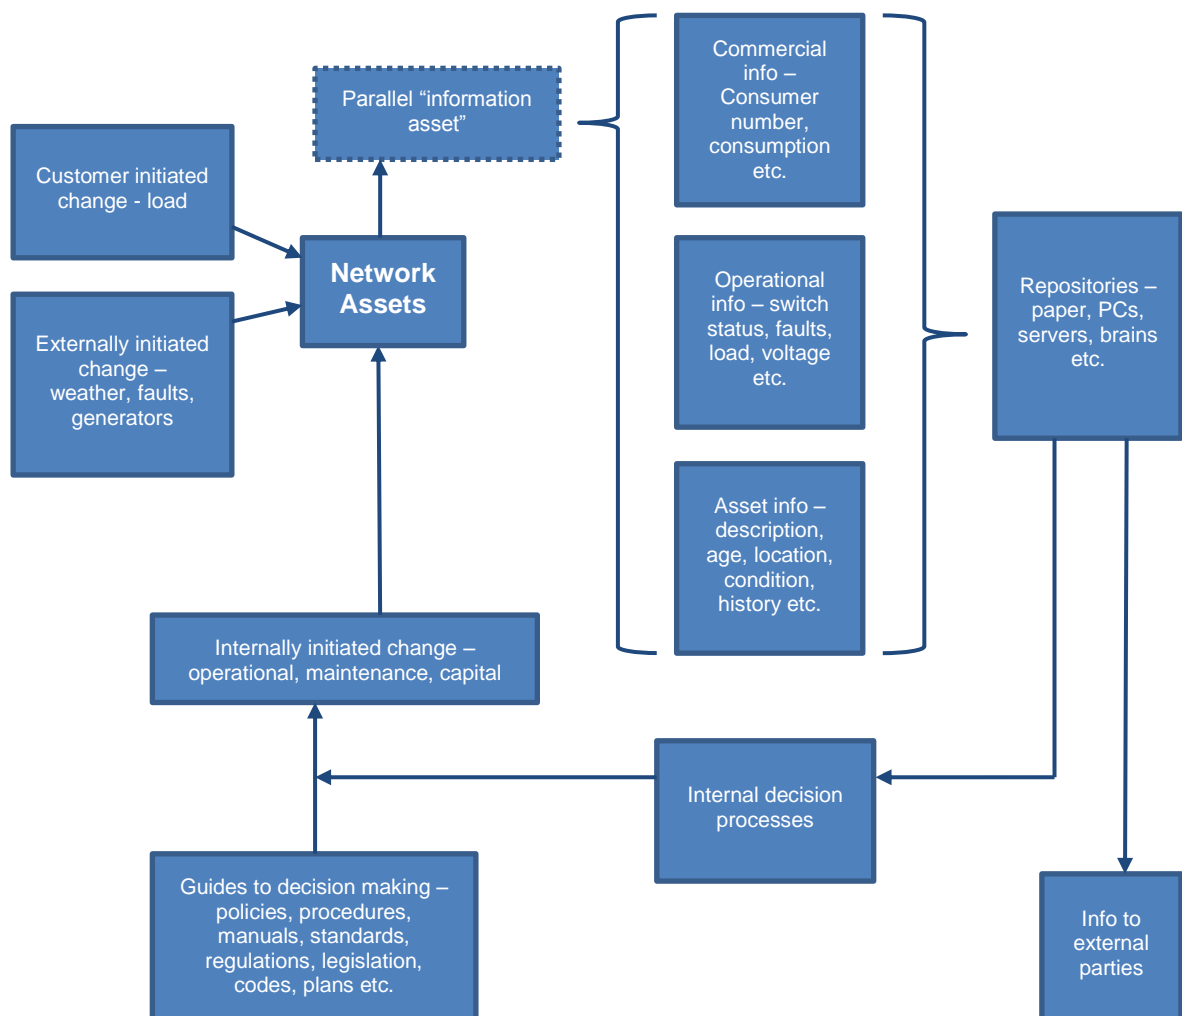 Parallel “information
asset”
Customer initiated
change - load
Network
Assets
Externally initiated
change –
weather, faults,
generators
Commercial
info –
Consumer
number,
consumption
etc.
Operational
info – switch
status, faults,
load, voltage
etc.
Asset info –
description,
age, location,
condition,
history etc.
Repositories –
paper, PCs,
servers, brains
etc.
Internally initiated change –
operational, maintenance, capital
Internal decision
processes
Guides to decision making –
policies, procedures,
manuals, standards,
regulations, legislation,
codes, plans etc.
Info to
external
parties